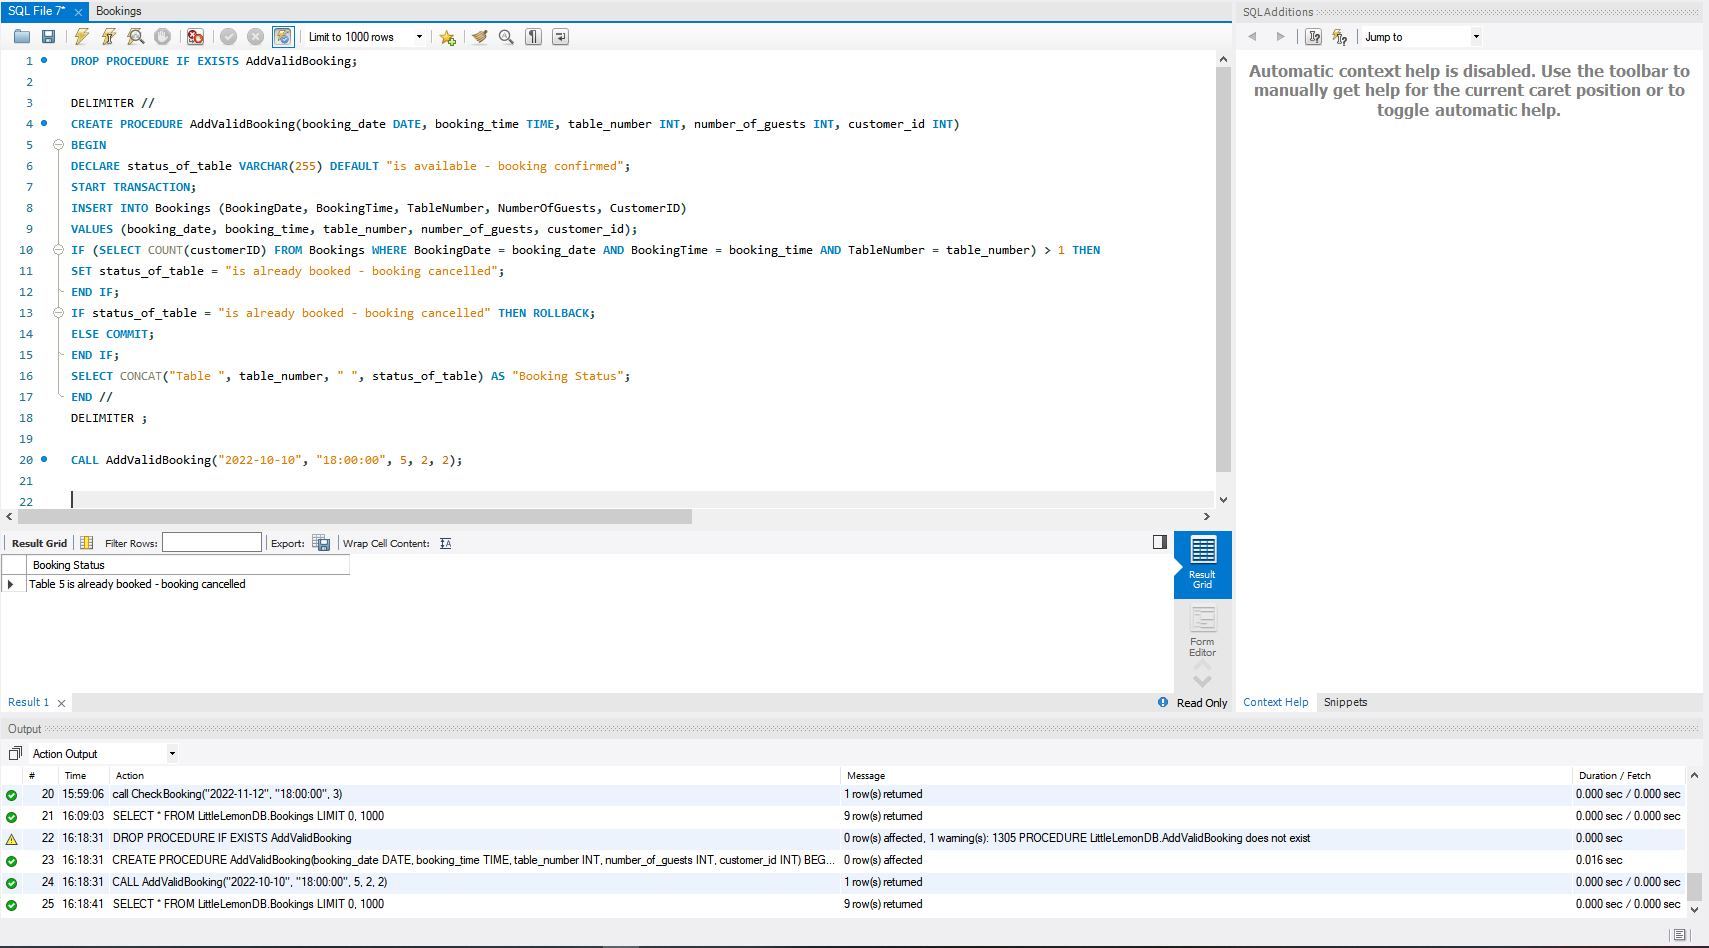 SQL File 7*
Bookings
SQLAdditions
Limit to 1000 rows
Jump to
1 DROP PROCEDURE IF EXISTS AddValidBooking;
2
3 DELIMITER //
4 CREATE PROCEDURE AddValidBooking(booking_date DATE, booking_time TIME, table_number INT, number_of_guests INT, customer_id INT)
5 BEGIN
6 DECLARE status_of_table VARCHAR(255) DEFAULT "is available - booking confirmed";
7 START TRANSACTION;
8 INSERT INTO Bookings (BookingDate, BookingTime, TableNumber, NumberOfGuests, CustomerID)
9 VALUES (booking_date, booking_time, table_number, number_of_guests, customer_id);
10 IF (SELECT COUNT(customerID) FROM Bookings WHERE BookingDate = booking_date AND BookingTime = booking_time AND TableNumber = table_number) > 1 THEN
11 SET status_of_table = "is already booked - booking cancelled";
12 END IF;
13 IF status_of_table = "is already booked - booking cancelled" THEN ROLLBACK;
14 ELSE COMMIT;
15 END IF;
16 SELECT CONCAT("Table ", table_number, " ", status_of_table) AS "Booking Status";
17 END //
18 DELIMITER ;
19
20 CALL AddValidBooking("2022-10-10", "18:00:00", 5, 2, 2);
21
22
Automatic context help is disabled. Use the toolbar to
manually get help for the current caret position or to
toggle automatic help.
Result Grid Filter Rows: Export: Wrap Cell Content:
Booking Status
Table 5 is already booked - booking cancelled
Result
Grid
Form
Editor
Result 1
Read Only
Context Help
Snippets
Output
Action Output
# Time Action Message Duration / Fetch
20 15:59:06 call CheckBooking("2022-11-12", "18:00:00", 3) 1 row(s) returned 0.000 sec / 0.000 sec
21 16:09:03 SELECT * FROM LittleLemonDB.Bookings LIMIT 0, 1000 9 row(s) returned 0.000 sec / 0.000 sec
22 16:18:31 DROP PROCEDURE IF EXISTS AddValidBooking 0 row(s) affected, 1 warning(s): 1305 PROCEDURE LittleLemonDB.AddValidBooking does not exist 0.000 sec
23 16:18:31 CREATE PROCEDURE AddValidBooking(booking_date DATE, booking_time TIME, table_number INT, number_of_guests INT, customer_id INT) BEG... 0 row(s) affected 0.016 sec
24 16:18:31 CALL AddValidBooking("2022-10-10", "18:00:00", 5, 2, 2) 1 row(s) returned 0.000 sec / 0.000 sec
25 16:18:41 SELECT * FROM LittleLemonDB.Bookings LIMIT 0, 1000 9 row(s) returned 0.000 sec / 0.000 sec